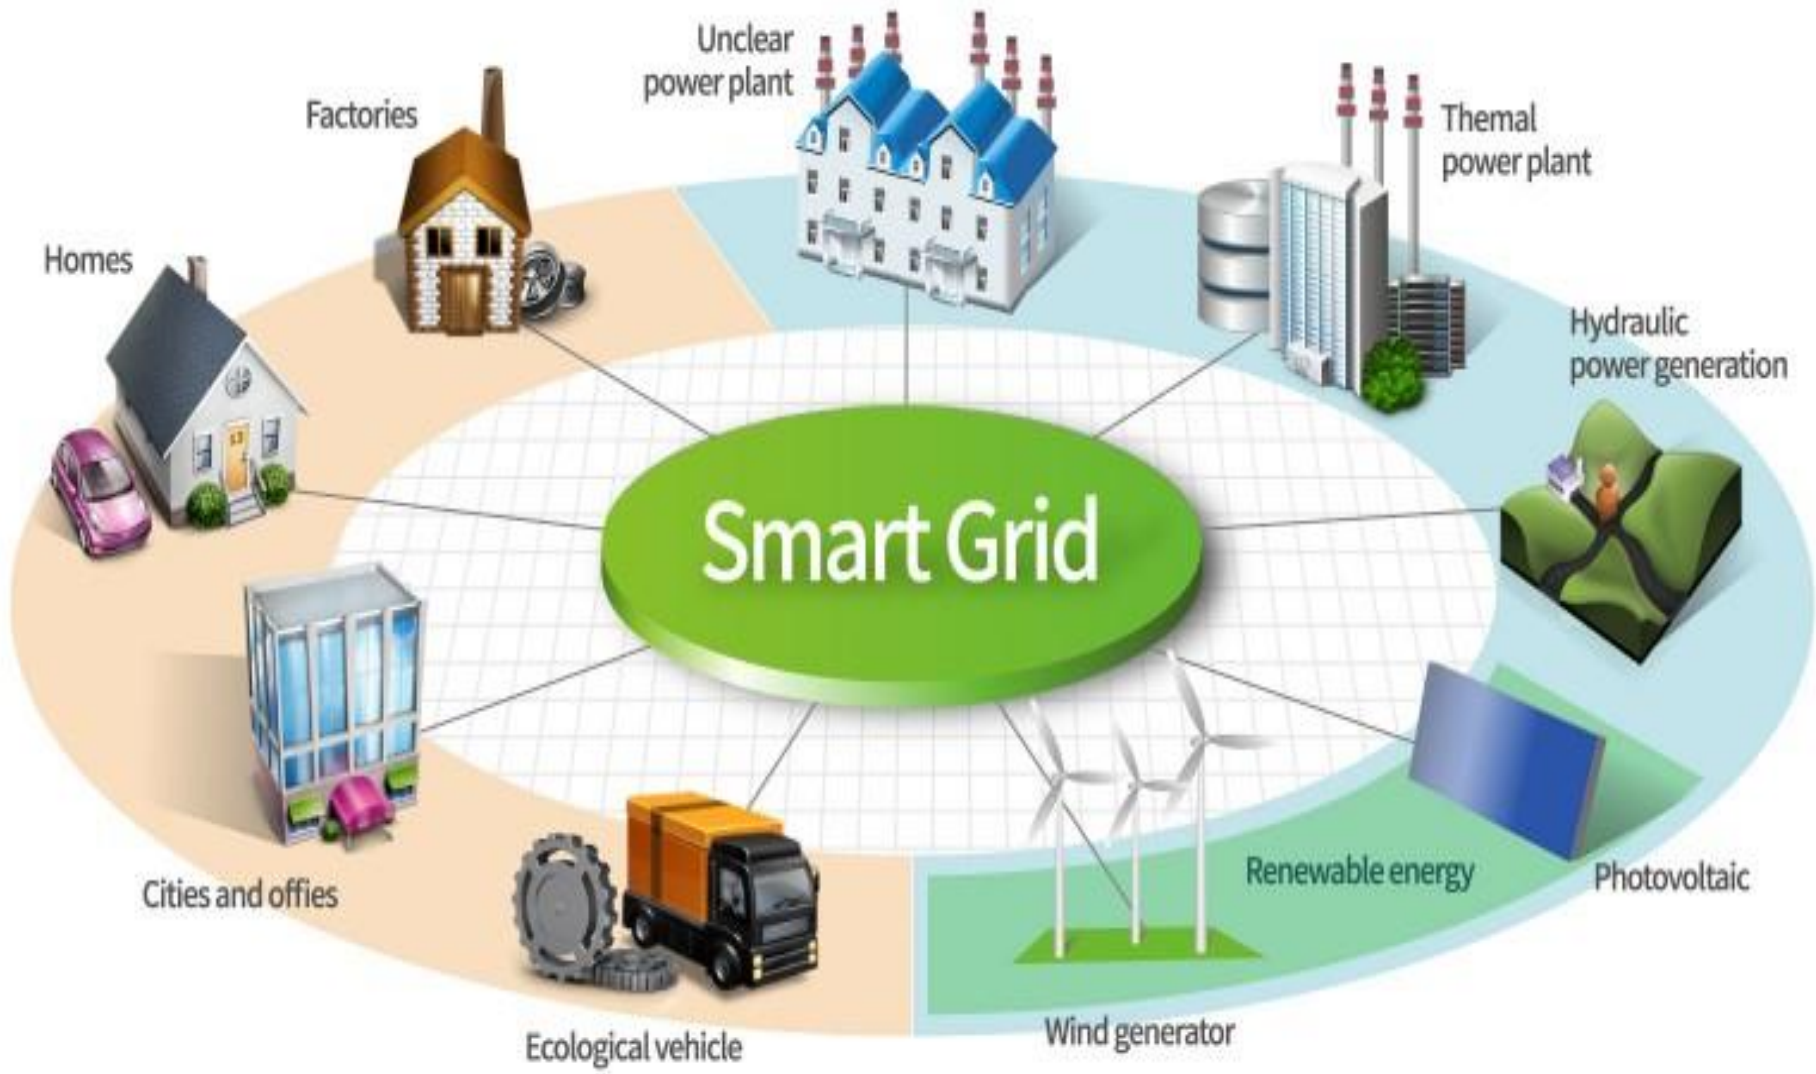 Unclear
power plant
Factories
Themal
power plant
Homes
Hydraulic
power generation
Smart Grid
Renewable energy
Photovoltaic
Cities and offies
Wind generator
Ecological vehicle